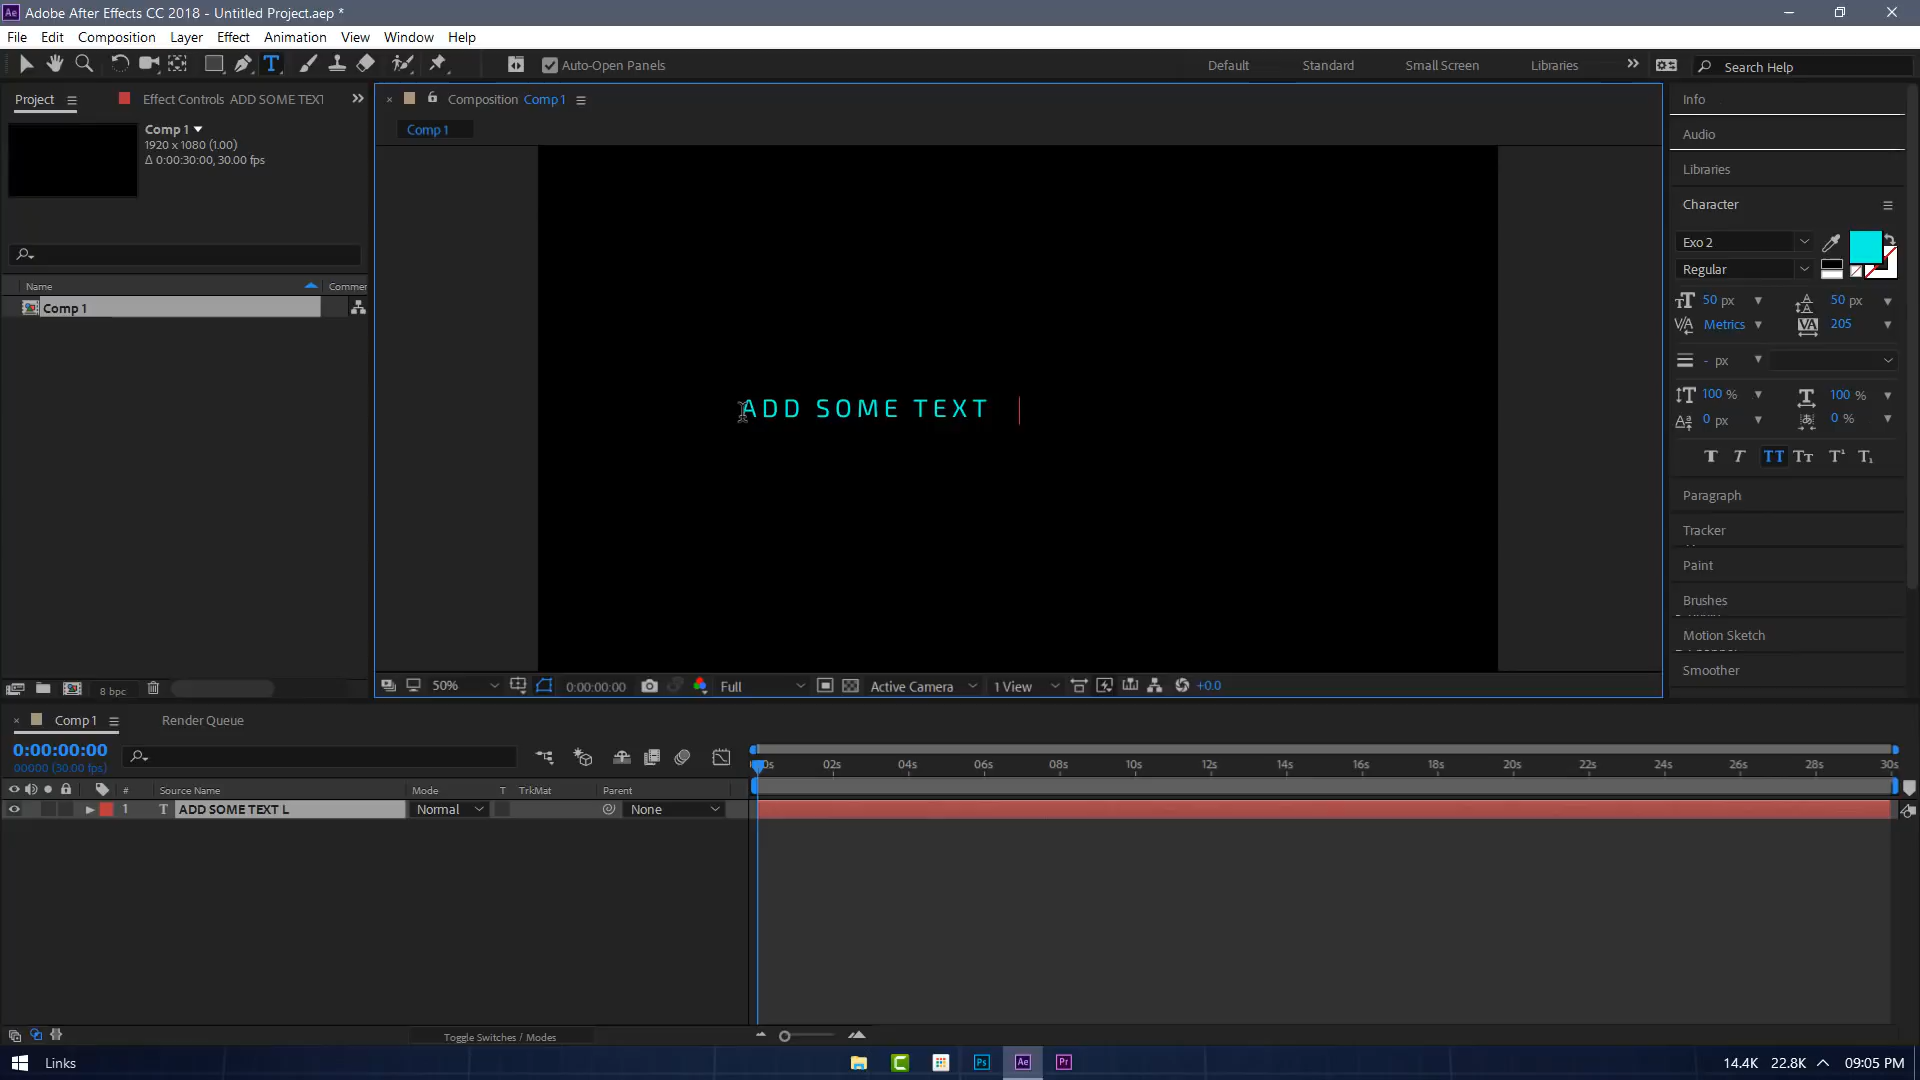 Adobe After Effects CC 2018 - Untitled Project.aep *
File Edit Composition Layer Effect Animation View Window Help
Auto-Open Panels Default Standard Small Screen Libraries Search Help
Project Effect Controls ADD SOME TEXT
Comp 1
1920 x 1080 (1.00)
Δ 0:00:30:00, 30.00 fps
Name Commer
Comp 1
8 bpc
Composition Comp 1
Comp 1
ADD SOME TEXT
50% 0:00:00:00 Full Active Camera 1 View +0.0
Info
Audio
Libraries
Character
Exo 2
Regular
50 px 50 px
Metrics 205
- px
100 % 100 %
0 px 0 %
Paragraph
Tracker
Paint
Brushes
Motion Sketch
Smoother
Comp 1 Render Queue
0:00:00:00
00000 (30.00 fps)
02s 04s 06s 08s 10s 12s 14s 16s 18s 20s 22s 24s 26s 28s 30s
# Source Name Mode T TrkMat Parent
1 ADD SOME TEXT L Normal None
Toggle Switches / Modes
Links Ps Ae Pr 14.4K 22.8K 09:05 PM